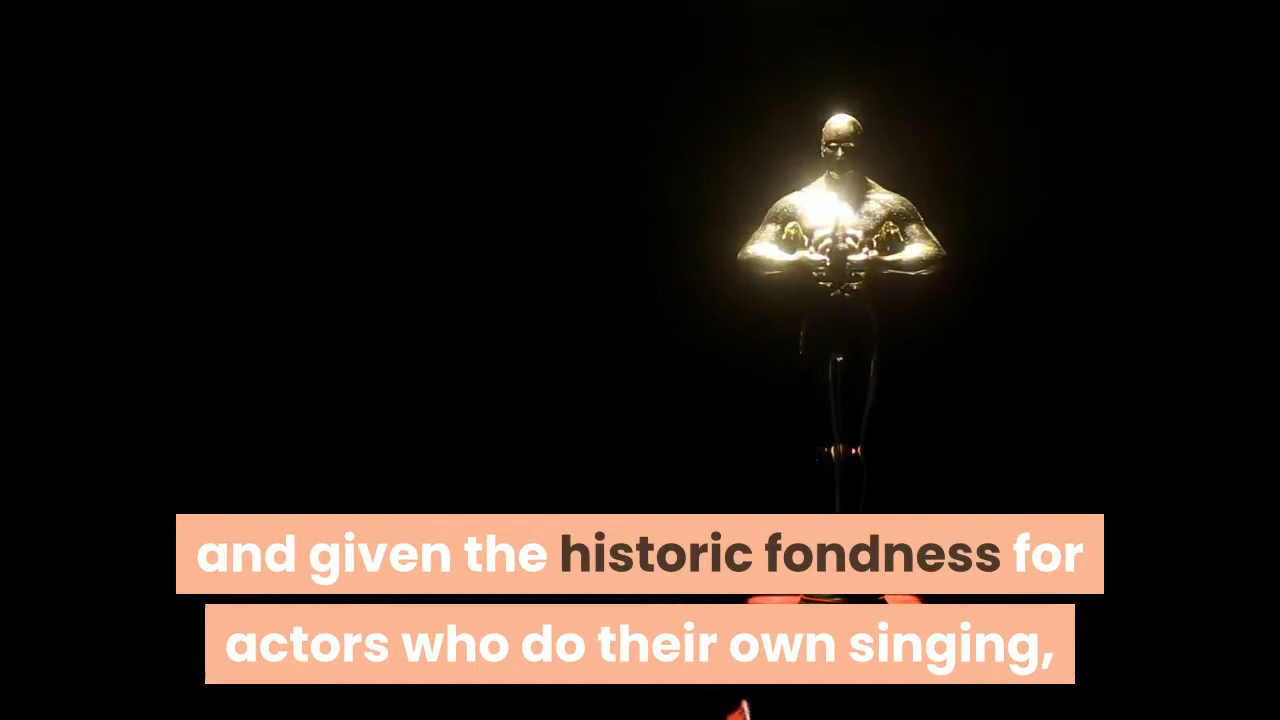 and given the historic fondness for
actors who do their own singing,